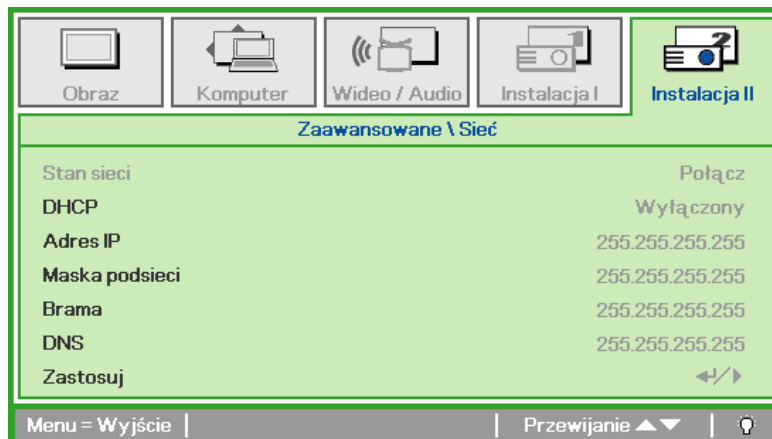 Obraz
Komputer
Wideo / Audio
Instalacja I
Instalacja II
Zaawansowane \ Sieć
Stan sieci Połącz
DHCP Wyłączony
Adres IP 255.255.255.255
Maska podsieci 255.255.255.255
Brama 255.255.255.255
DNS 255.255.255.255
Zastosuj
Menu = Wyjście
Przewijanie